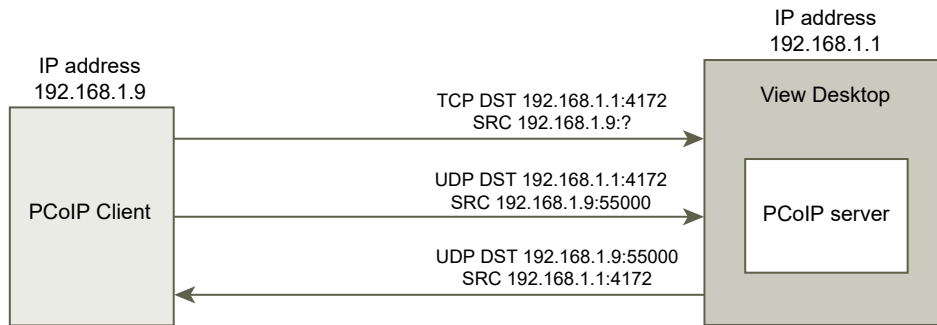 IP address
192.168.1.1
IP address
192.168.1.9
TCP DST 192.168.1.1:4172
SRC 192.168.1.9:?
View Desktop
UDP DST 192.168.1.1:4172
SRC 192.168.1.9:55000
PCoIP Client
PCoIP server
UDP DST 192.168.1.9:55000
SRC 192.168.1.1:4172